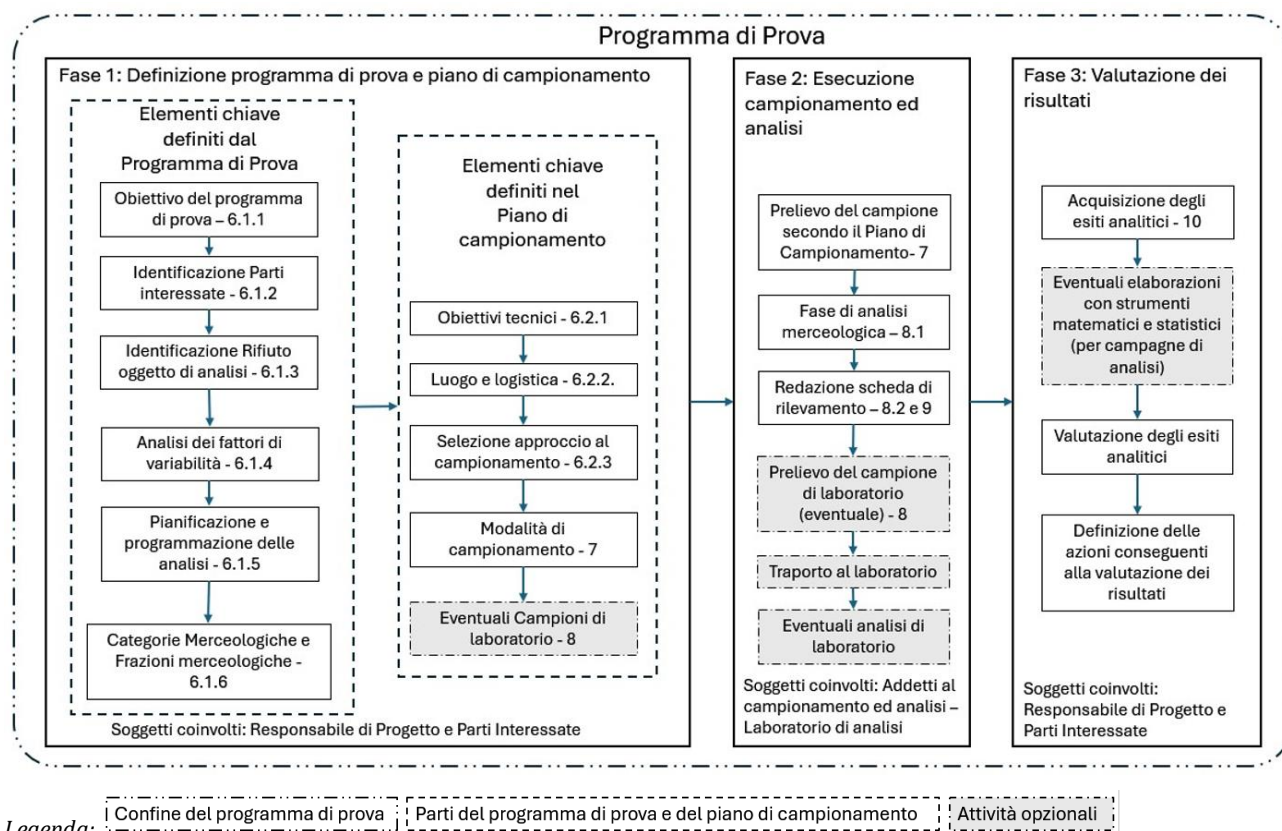 Programma di Prova
Fase 1: Definizione programma di prova e piano di campionamento
Elementi chiave
definiti dal
Programma di Prova
Obiettivo del programma
di prova – 6.1.1
Identificazione Parti
interessate - 6.1.2
Identificazione Rifiuto
oggetto di analisi - 6.1.3
Analisi dei fattori di
variabilità - 6.1.4
Pianificazione e
programmazione delle
analisi - 6.1.5
Categorie Merceologiche e
Frazioni merceologiche -
6.1.6
Elementi chiave
definiti nel
Piano di
campionamento
Obiettivi tecnici - 6.2.1
Luogo e logistica - 6.2.2.
Selezione approccio al
campionamento - 6.2.3
Modalità di
campionamento - 7
Eventuali Campioni di
laboratorio - 8
Soggetti coinvolti: Responsabile di Progetto e Parti Interessate
Fase 2: Esecuzione
campionamento ed
analisi
Prelievo del campione
secondo il Piano di
Campionamento- 7
Fase di analisi
merceologica – 8.1
Redazione scheda di
rilevamento – 8.2 e 9
Prelievo del campione
di laboratorio
(eventuale) - 8
Traporto al laboratorio
Eventuali analisi di
laboratorio
Soggetti coinvolti: Addetti al
campionamento ed analisi –
Laboratorio di analisi
Fase 3: Valutazione dei
risultati
Acquisizione degli
esiti analitici - 10
Eventuali elaborazioni
con strumenti
matematici e statistici
(per campagne di
analisi)
Valutazione degli esiti
analitici
Definizione delle
azioni conseguenti
alla valutazione dei
risultati
Soggetti coinvolti:
Responsabile di Progetto e
Parti Interessate
Legenda: Confine del programma di prova Parti del programma di prova e del piano di campionamento Attività opzionali